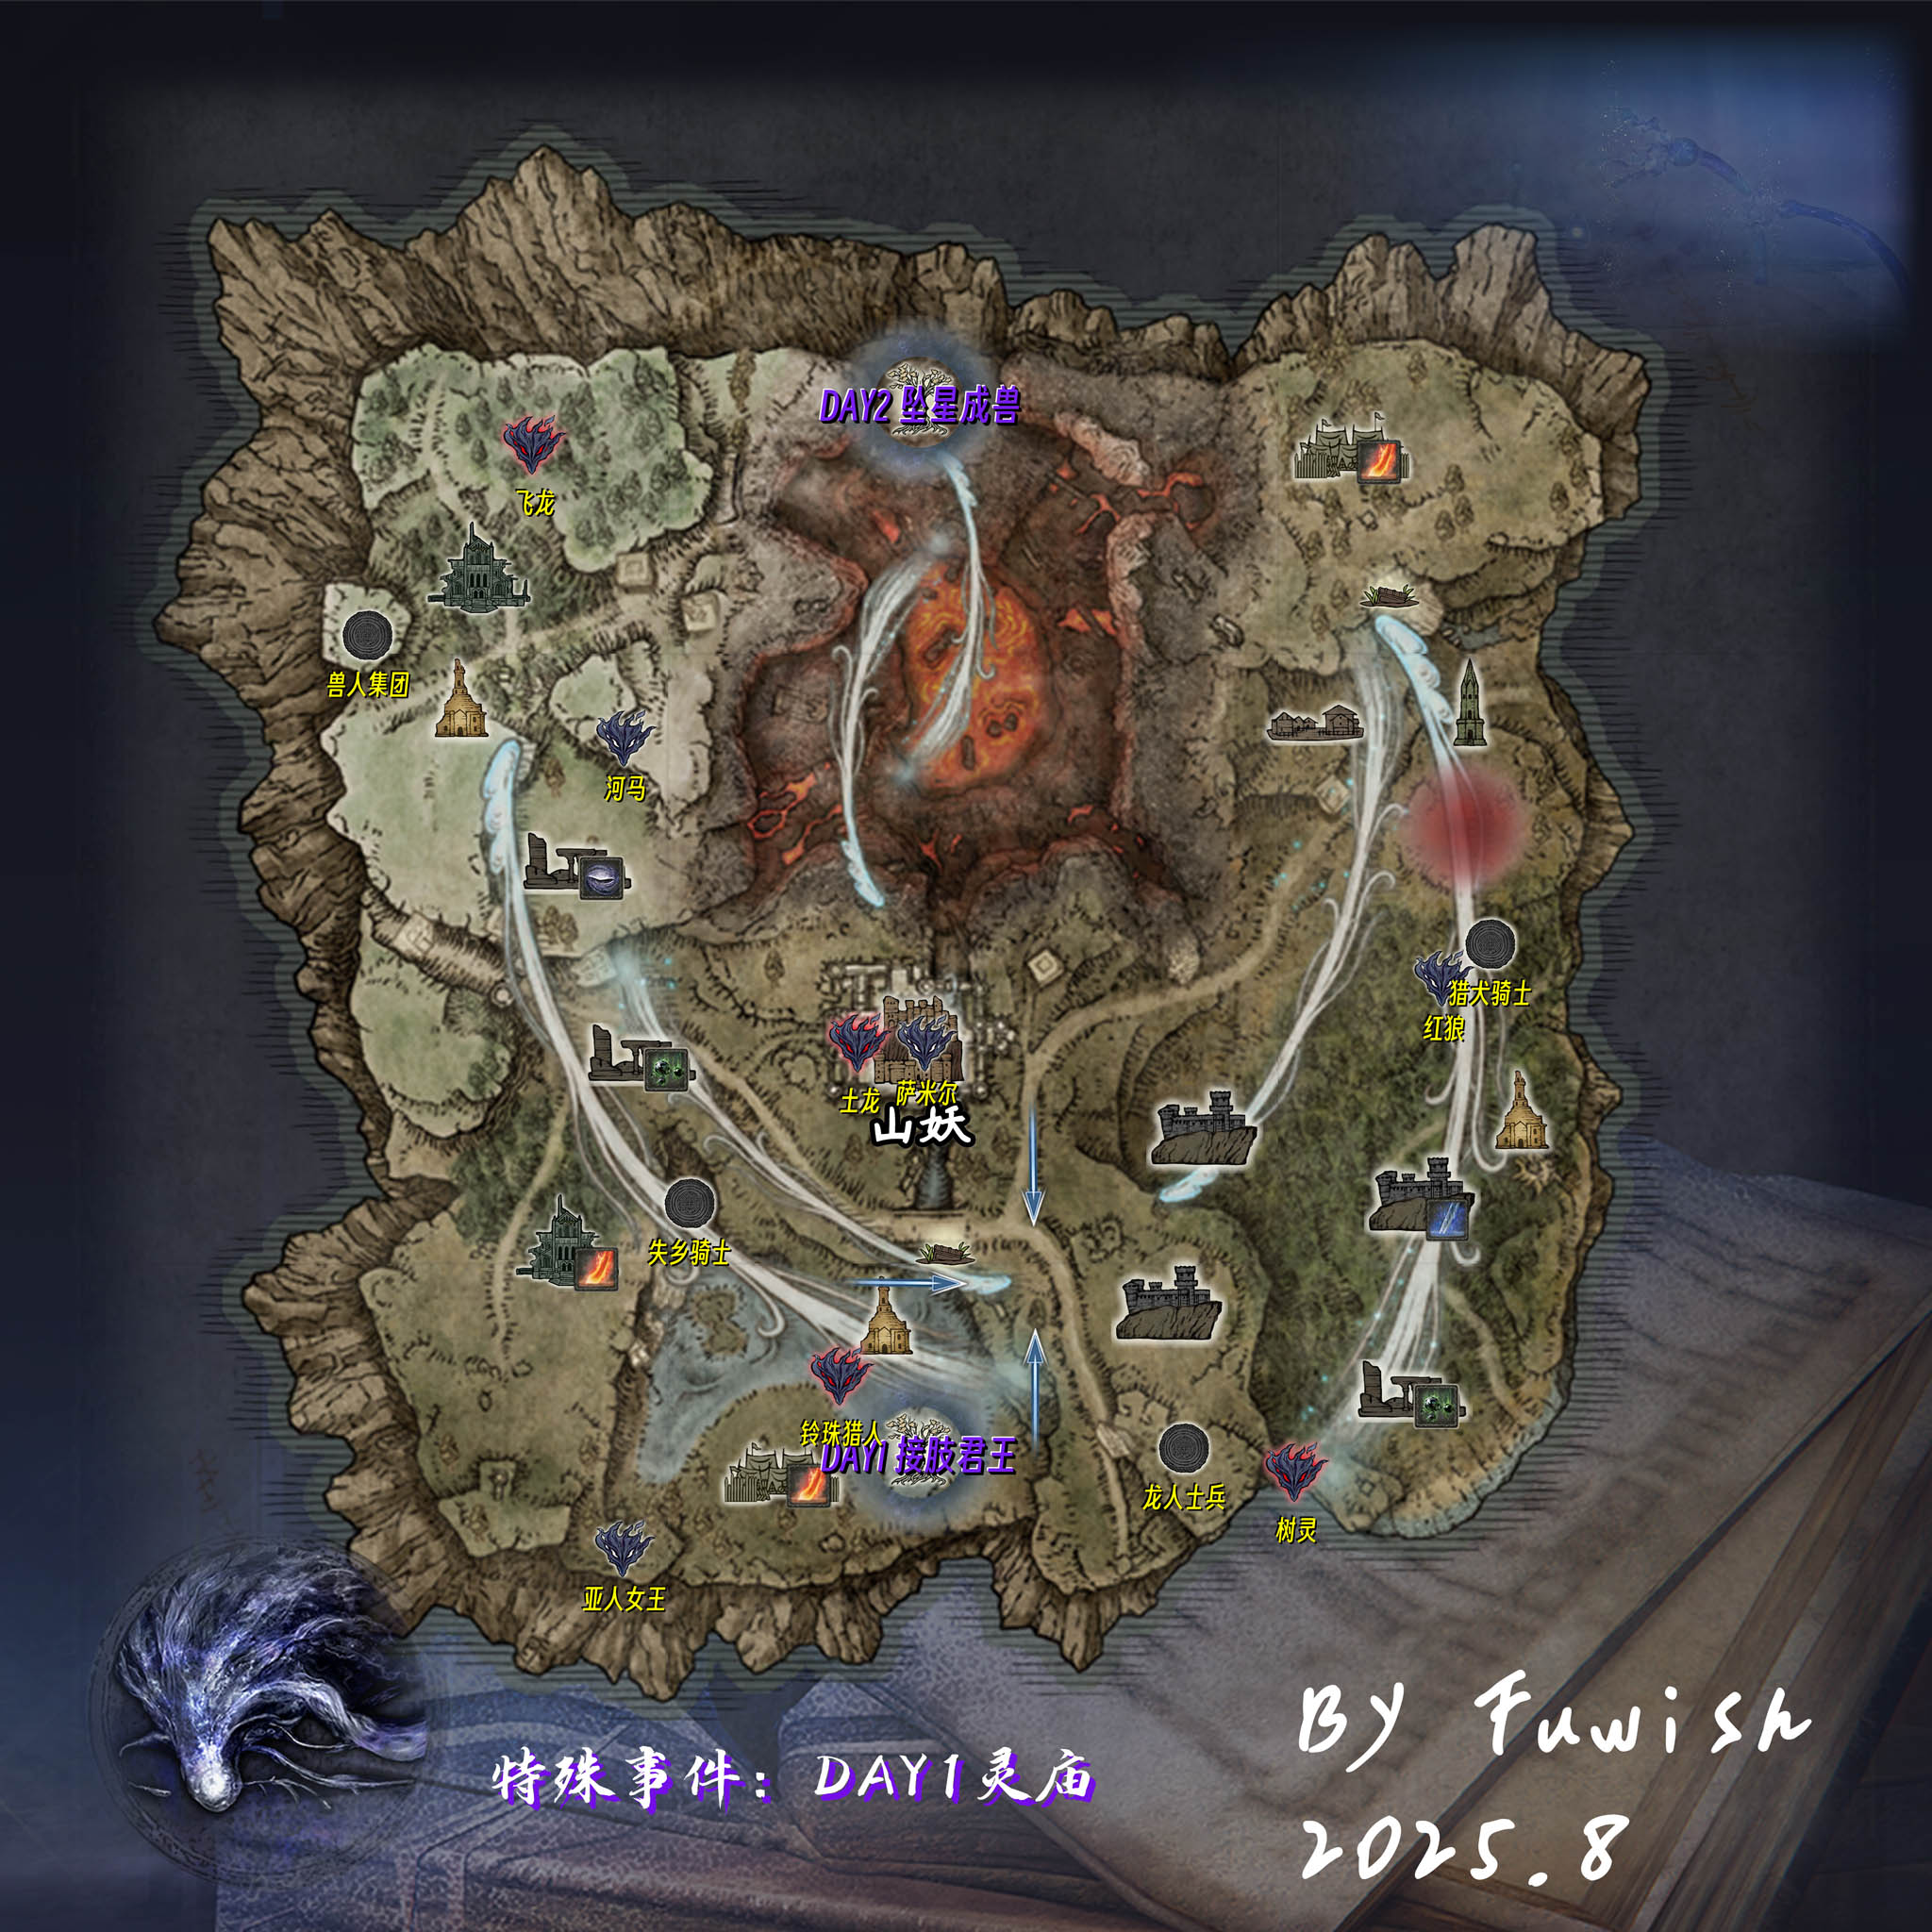 DAY2 坠星成兽
飞龙
兽人集团
河马
猎犬骑士
红狼
土龙
萨米尔
山妖
失乡骑士
铃珠猎人
DAY1 接肢君王
龙人士兵
树灵
亚人女王
特殊事件：DAY1灵庙
By Fuwish
2025.8